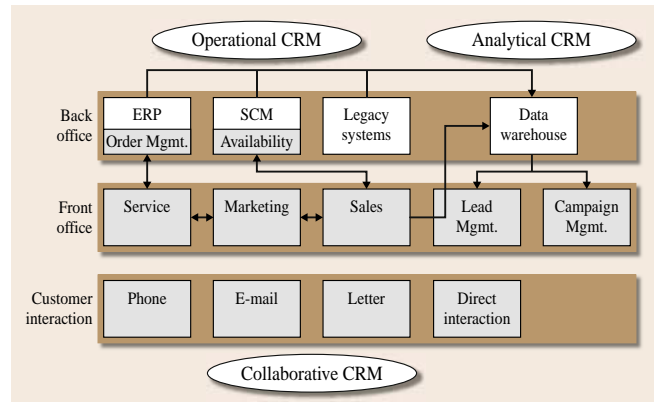 Operational CRM
Analytical CRM
Back
office
ERP
Order Mgmt.
SCM
Availability
Legacy
systems
Data
warehouse
Front
office
Service
Marketing
Sales
Lead
Mgmt.
Campaign
Mgmt.
Customer
interaction
Phone
E-mail
Letter
Direct
interaction
Collaborative CRM